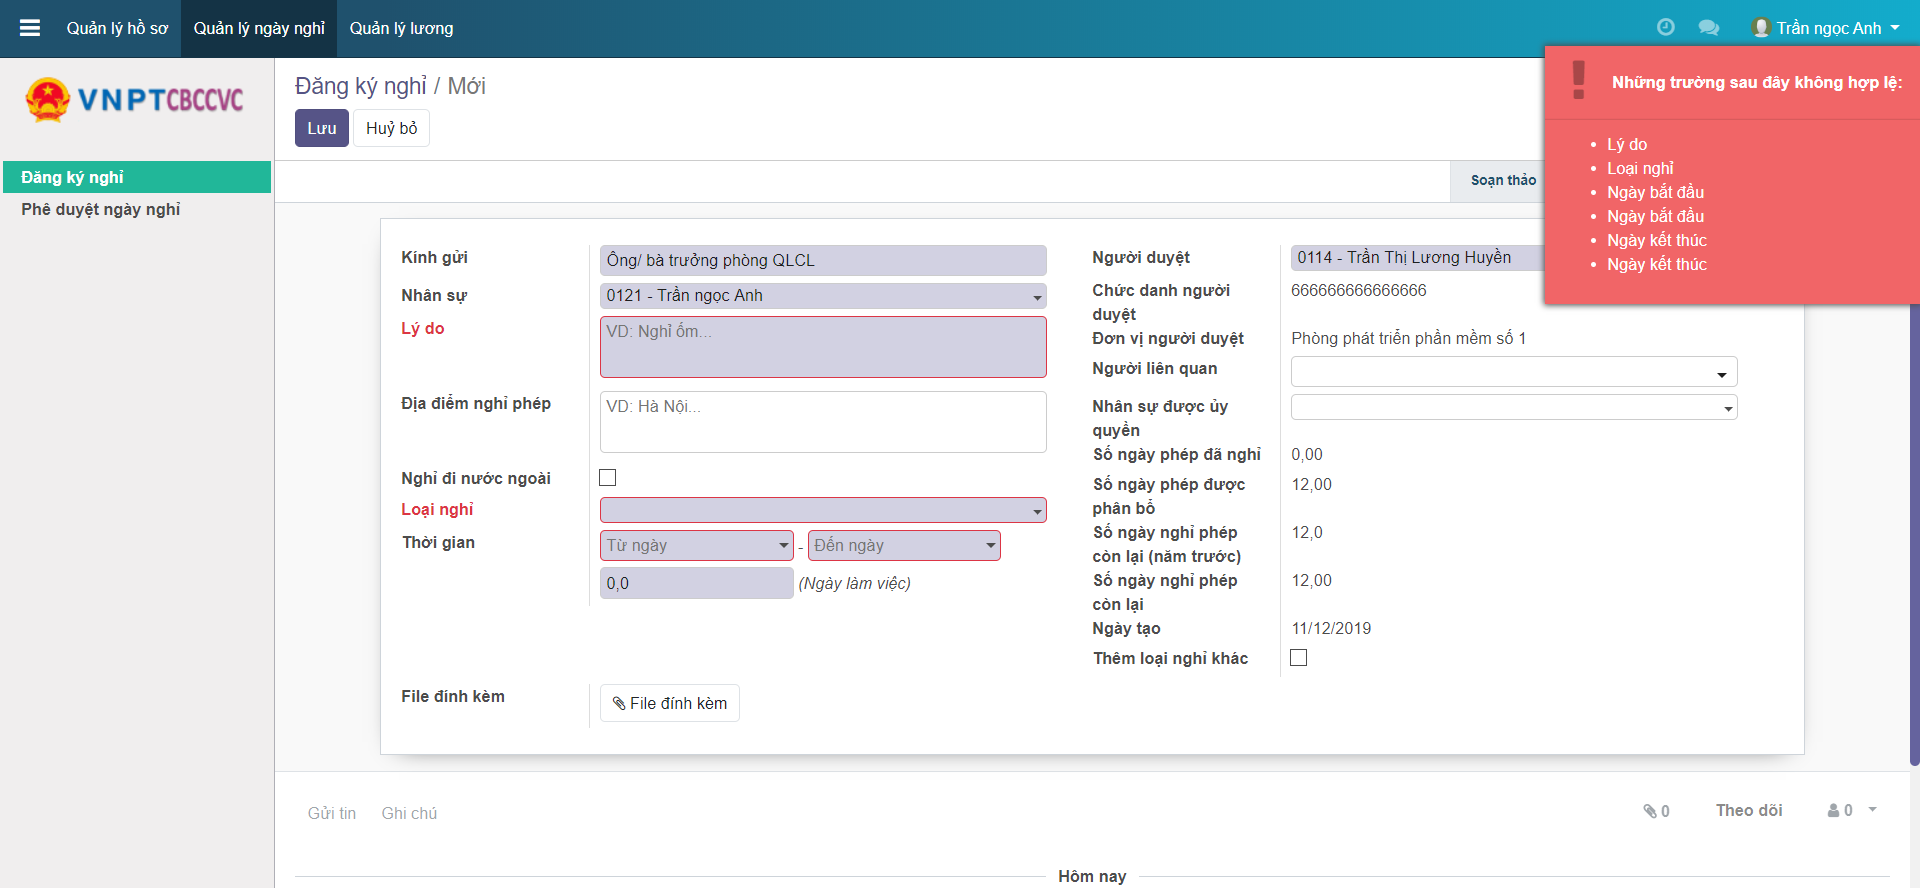 Quản lý hồ sơ
Quản lý ngày nghỉ
Quản lý lương
Trần ngọc Anh
VNPTCBCCVC
Đăng ký nghỉ
Phê duyệt ngày nghỉ
Đăng ký nghỉ / Mới
Lưu
Huỷ bỏ
Soạn thảo
Những trường sau đây không hợp lệ:
Lý do
Loại nghỉ
Ngày bắt đầu
Ngày bắt đầu
Ngày kết thúc
Ngày kết thúc
Kính gửi
Ông/ bà trưởng phòng QLCL
Nhân sự
0121 - Trần ngọc Anh
Lý do
VD: Nghỉ ốm...
Địa điểm nghỉ phép
VD: Hà Nội...
Nghỉ đi nước ngoài
Loại nghỉ
Thời gian
Từ ngày - Đến ngày
0,0 (Ngày làm việc)
Người duyệt
0114 - Trần Thị Lương Huyền
Chức danh người
duyệt
666666666666666
Đơn vị người duyệt
Phòng phát triển phần mềm số 1
Người liên quan
Nhân sự được ủy
quyền
Số ngày phép đã nghỉ
0,00
Số ngày phép được
phân bổ
12,00
Số ngày nghỉ phép
còn lại (năm trước)
12,0
Số ngày nghỉ phép
còn lại
12,00
Ngày tạo
11/12/2019
Thêm loại nghỉ khác
File đính kèm
File đính kèm
Gửi tin
Ghi chú
0
Theo dõi
0
Hôm nay